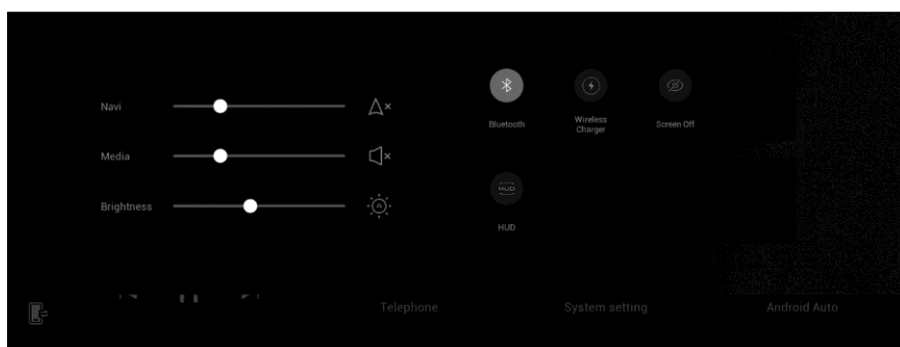 Navi
Media
Brightness
Bluetooth
Wireless
Charger
Screen Off
HUD
HUD
Telephone
System setting
Android Auto